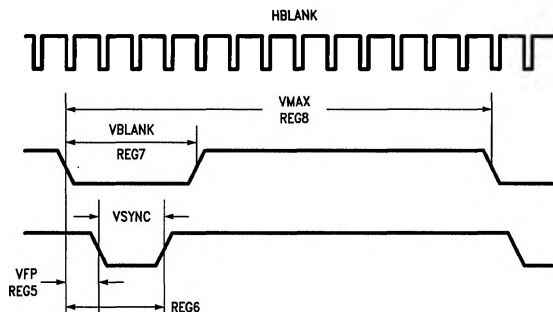 HBLANK
VMAX
REG8
VBLANK
REG7
VSYNC
VFP
REG5
REG6